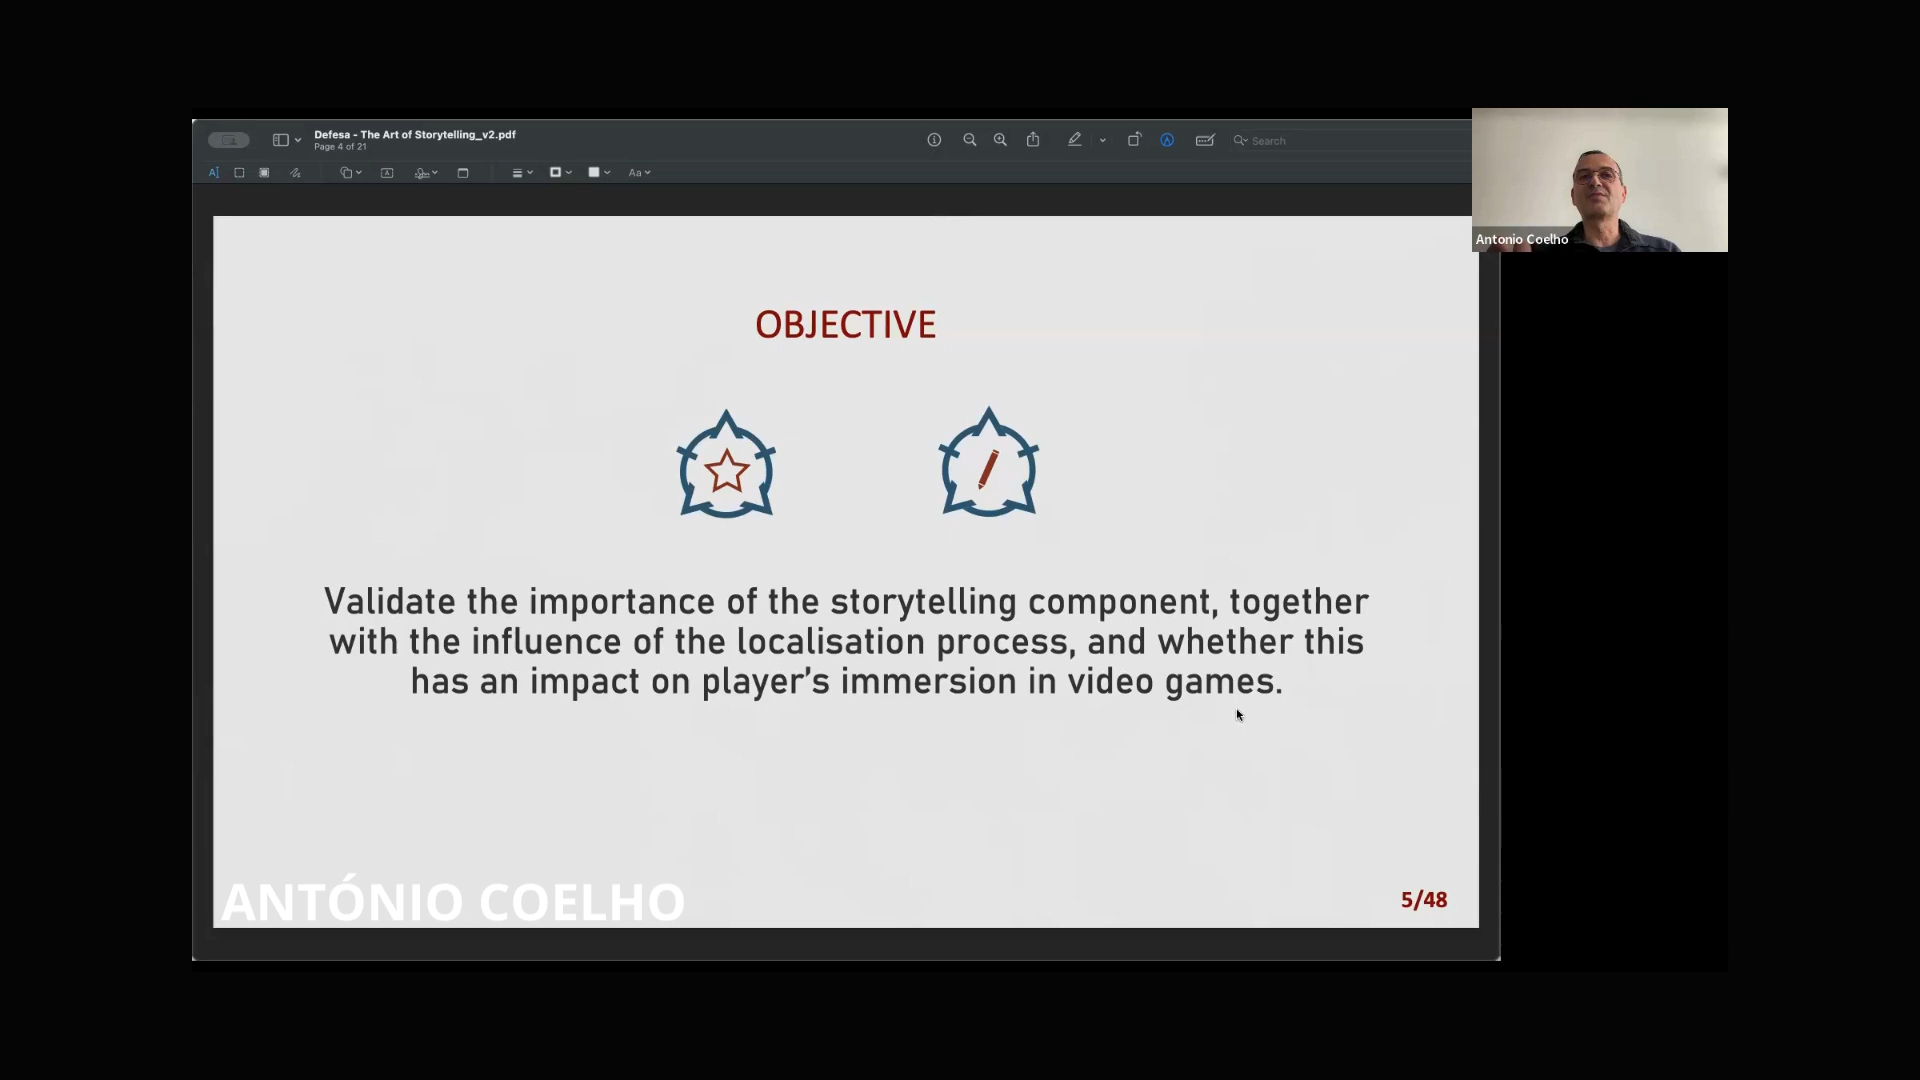 Defesa - The Art of Storytelling_v2.pdf
Page 4 of 21
Search
Antonio Coelho
OBJECTIVE
Validate the importance of the storytelling component, together
with the influence of the localisation process, and whether this
has an impact on player’s immersion in video games.
ANTÓNIO COELHO
5/48